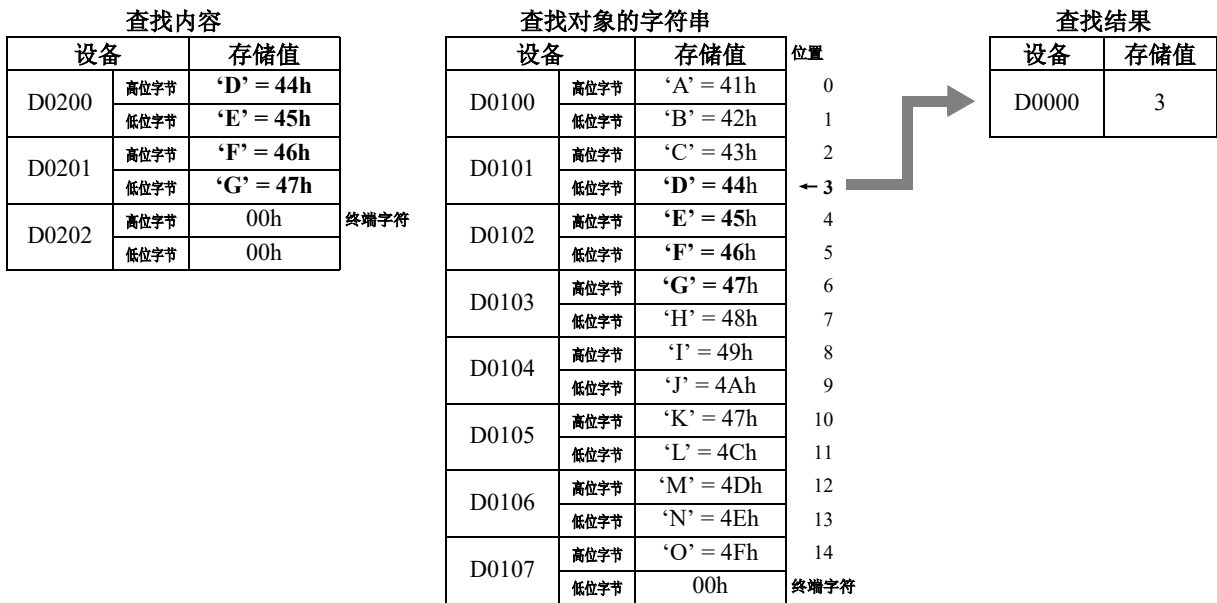 查找内容
设备 存储值
D0200 高位字节 ‘D’ = 44h
低位字节 ‘E’ = 45h
D0201 高位字节 ‘F’ = 46h
低位字节 ‘G’ = 47h
D0202 高位字节 00h 终端字符
低位字节 00h
查找对象的字符串
设备 存储值 位置
D0100 高位字节 ‘A’ = 41h 0
低位字节 ‘B’ = 42h 1
D0101 高位字节 ‘C’ = 43h 2
低位字节 ‘D’ = 44h ←3
D0102 高位字节 ‘E’ = 45h 4
低位字节 ‘F’ = 46h 5
D0103 高位字节 ‘G’ = 47h 6
低位字节 ‘H’ = 48h 7
D0104 高位字节 ‘I’ = 49h 8
低位字节 ‘J’ = 4Ah 9
D0105 高位字节 ‘K’ = 47h 10
低位字节 ‘L’ = 4Ch 11
D0106 高位字节 ‘M’ = 4Dh 12
低位字节 ‘N’ = 4Eh 13
D0107 高位字节 ‘O’ = 4Fh 14
低位字节 00h 终端字符
查找结果
设备 存储值
D0000 3